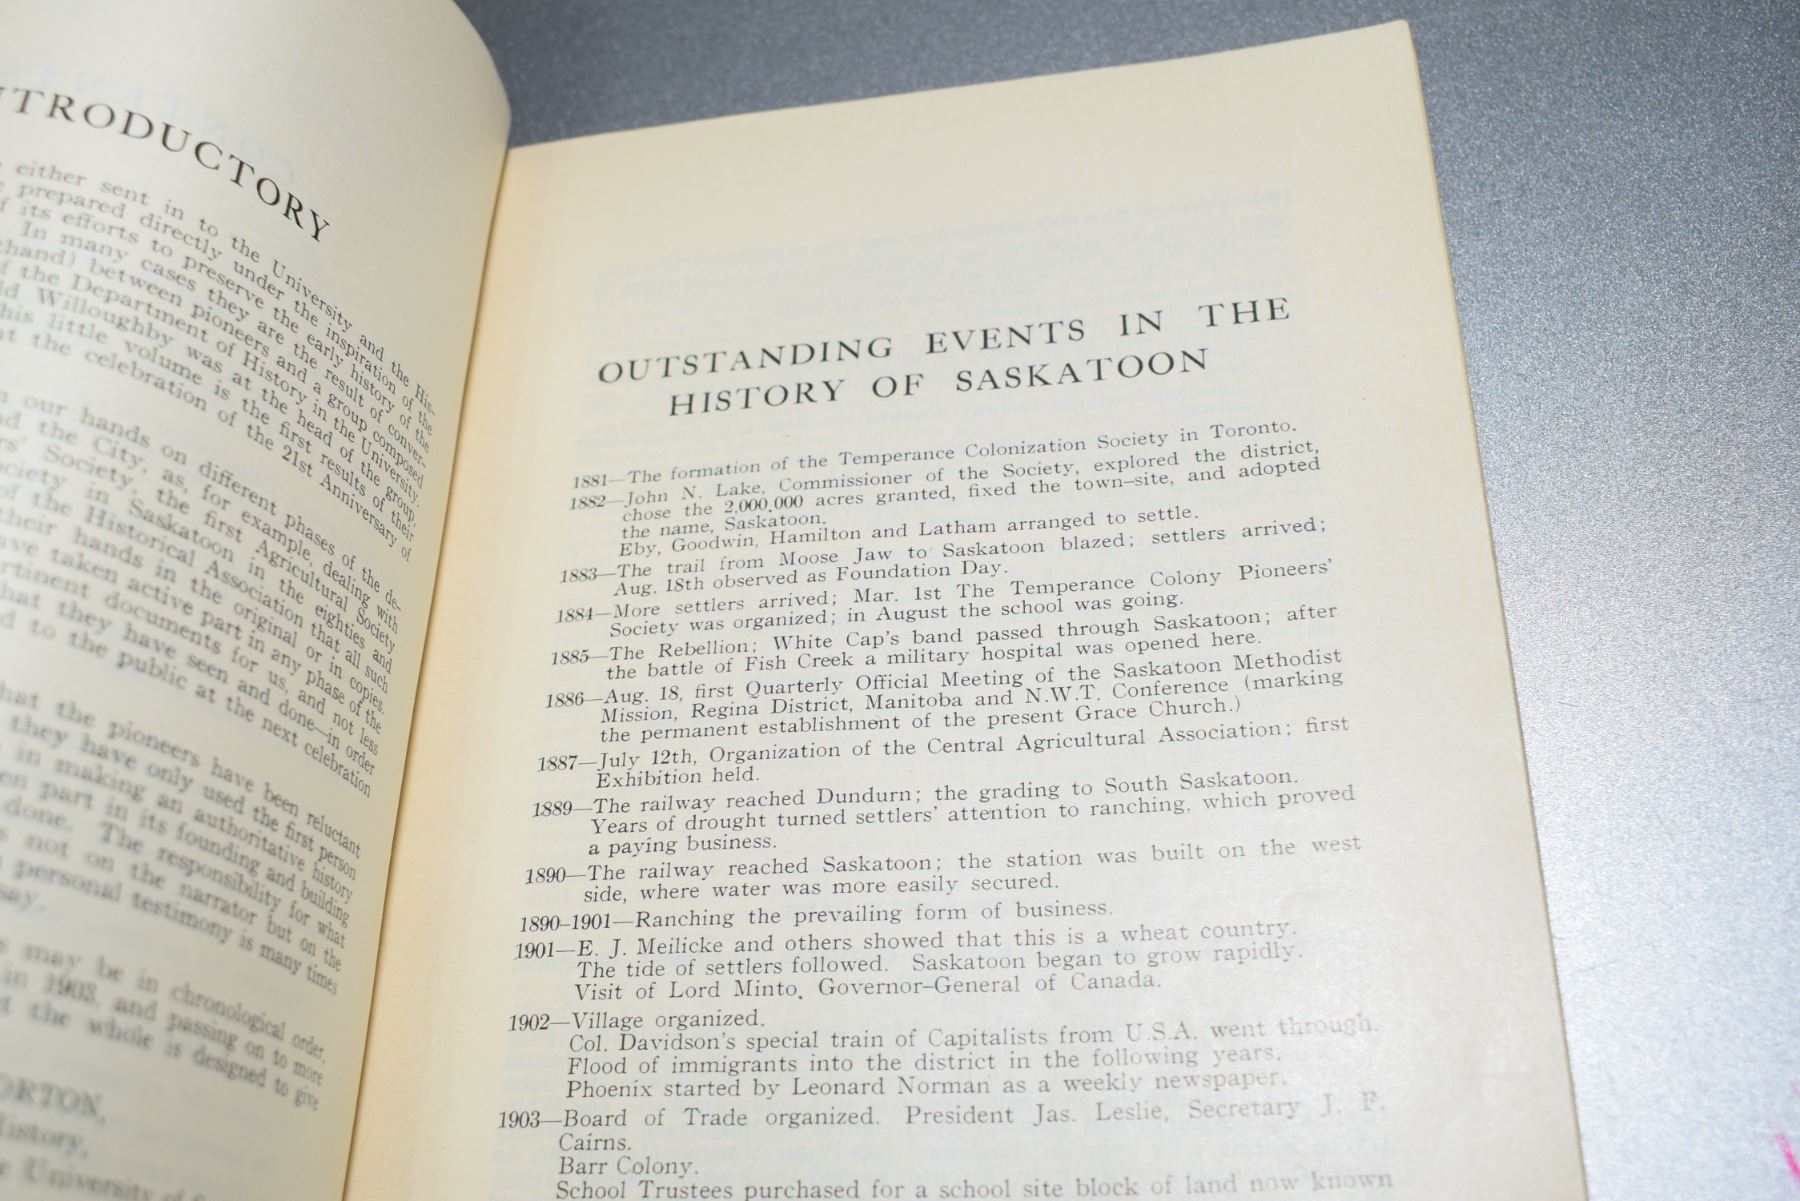 NTRODUCTORY
either sent in to the University and the His-
prepared directly under the inspiration of the
its efforts to preserve the early history of the
In many cases they are the result of conver-
hand) between pioneers and a group composed
the Department of History in the University
Willoughby was at the head of the group;
his little volume is the first results of their
at the celebration of the 21st Anniversary of
our hands on different phases of the de-
nd the City, as, for example, dealing with
ers' Society, the first Agricultural Society
ociety in Saskatoon in the eighties and
of the Historical Association that all such
their hands in the original or in copies.
ave taken active part in any phase of the
rtinent documents for us, and not less
hat they have seen and done—in order
d to the public at the next celebration
hat the pioneers have been reluctant
they have only used the first person
in making an authoritative history
en part in its founding and building
done. The responsibility for what
s not on the narrator but on the
personal testimony is many times
say.
s may be in chronological order,
in 1903, and passing on to more
t the whole is designed to give
ORTON,
History,
e University of
OUTSTANDING EVENTS IN THE
HISTORY OF SASKATOON
1881—The formation of the Temperance Colonization Society in Toronto.
1882—John N. Lake, Commissioner of the Society, explored the district,
chose the 2,000,000 acres granted, fixed the town-site, and adopted
the name, Saskatoon.
Eby, Goodwin, Hamilton and Latham arranged to settle.
1883—The trail from Moose Jaw to Saskatoon blazed; settlers arrived;
Aug. 18th observed as Foundation Day.
1884—More settlers arrived; Mar. 1st The Temperance Colony Pioneers'
Society was organized; in August the school was going.
1885—The Rebellion; White Cap's band passed through Saskatoon; after
the battle of Fish Creek a military hospital was opened here.
1886—Aug. 18, first Quarterly Official Meeting of the Saskatoon Methodist
Mission, Regina District, Manitoba and N.W.T. Conference (marking
the permanent establishment of the present Grace Church.)
1887—July 12th, Organization of the Central Agricultural Association; first
Exhibition held.
1889—The railway reached Dundurn; the grading to South Saskatoon.
Years of drought turned settlers' attention to ranching, which proved
a paying business.
1890—The railway reached Saskatoon; the station was built on the west
side, where water was more easily secured.
1890-1901—Ranching the prevailing form of business.
1901—E. J. Meilicke and others showed that this is a wheat country.
The tide of settlers followed. Saskatoon began to grow rapidly.
Visit of Lord Minto, Governor-General of Canada.
1902—Village organized.
Col. Davidson's special train of Capitalists from U.S.A. went through.
Flood of immigrants into the district in the following years.
Phoenix started by Leonard Norman as a weekly newspaper.
1903—Board of Trade organized. President Jas. Leslie, Secretary J. F.
Cairns.
Barr Colony.
School Trustees purchased for a school site block of land now known